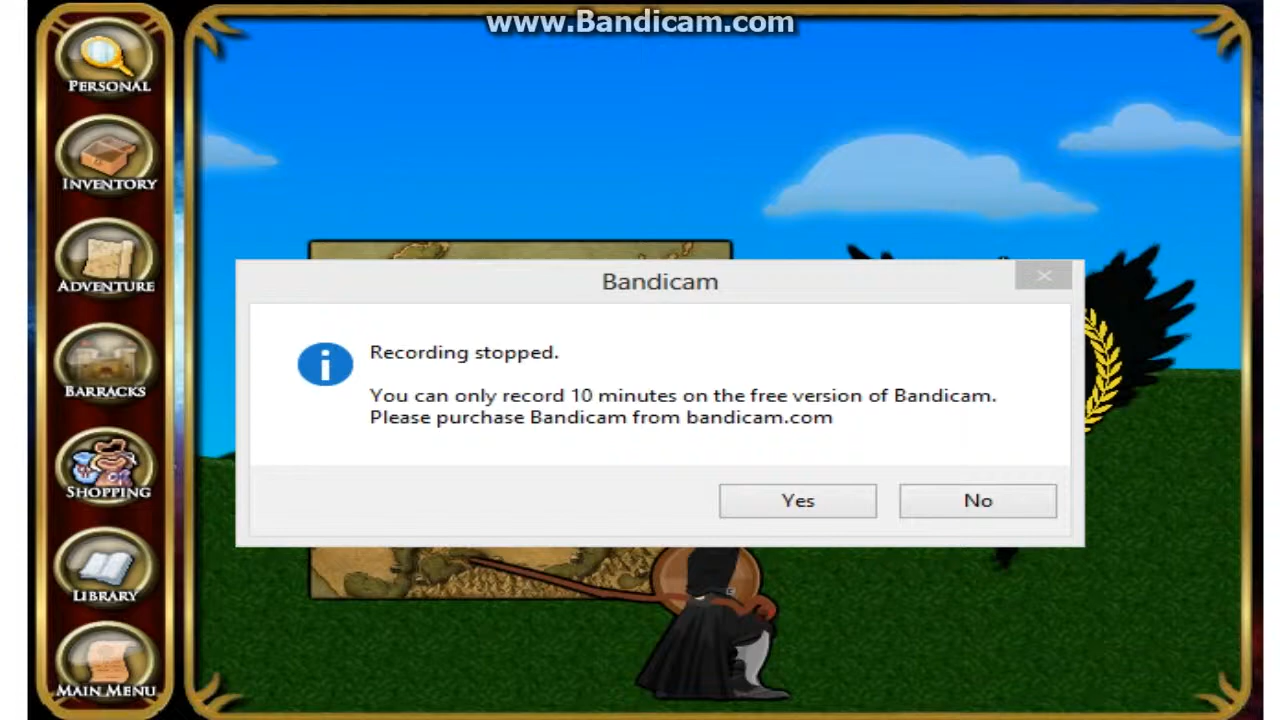 www.Bandicam.com
PERSONAL
INVENTORY
ADVENTURE
BARRACKS
SHOPPING
LIBRARY
MAIN MENU
Bandicam
Recording stopped.
You can only record 10 minutes on the free version of Bandicam.
Please purchase Bandicam from bandicam.com
Yes
No